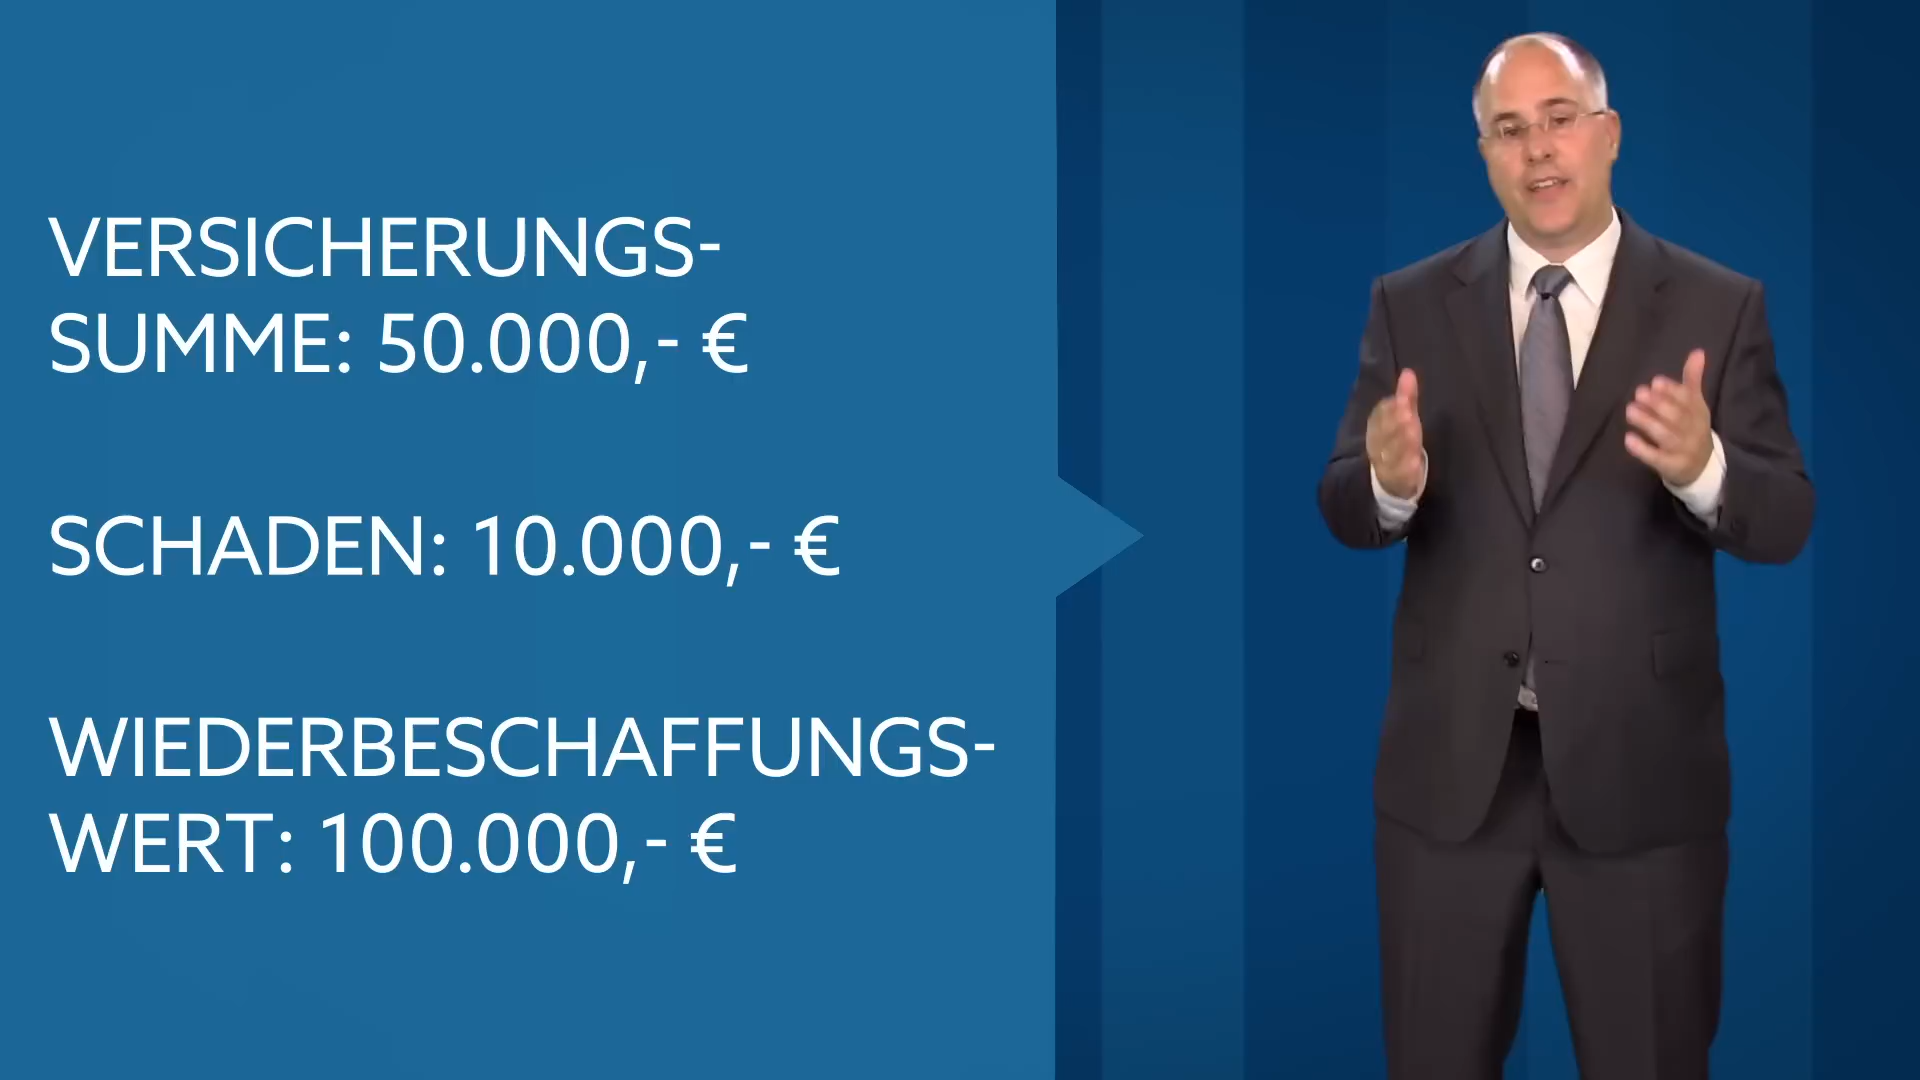 VERSICHERUNGS-
SUMME: 50.000,- €
SCHADEN: 10.000,- €
WIEDERBESCHAFFUNGS-
WERT: 100.000,- €